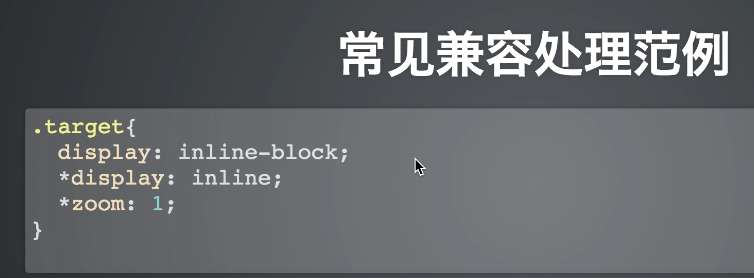 常见兼容处理范例
.target{
  display: inline-block;
  *display: inline;
  *zoom: 1;
}